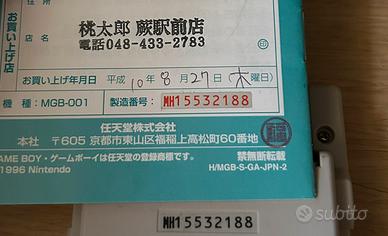 お買い上げ店
店名
桃太郎 蕨駅前店
電話048-433-2783
印
お買い上げ年月日 平成 10年 8月 27日 (木曜日)
機種：MGB-001 製造番号：MH15532188
任天堂株式会社
本社 〒605 京都市東山区福稲上高松町60番地
GAME BOY・ゲームボーイは任天堂の登録商標です。 禁無断転載
1996 Nintendo H/MGB-S-GA-JPN-2
MH15532188
subito